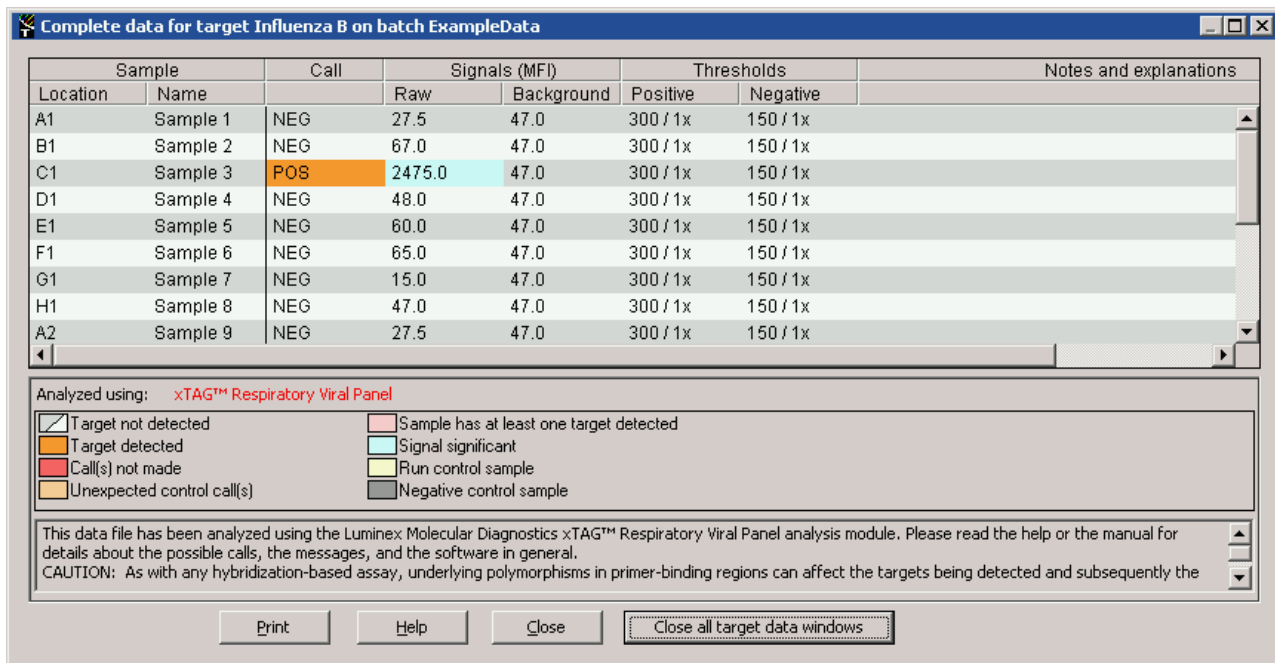 Complete data for target Influenza B on batch ExampleData
Sample Call Signals (MFI) Thresholds Notes and explanations
Location Name Raw Background Positive Negative
A1 Sample 1 NEG 27.5 47.0 300 / 1x 150 / 1x
B1 Sample 2 NEG 67.0 47.0 300 / 1x 150 / 1x
C1 Sample 3 POS 2475.0 47.0 300 / 1x 150 / 1x
D1 Sample 4 NEG 48.0 47.0 300 / 1x 150 / 1x
E1 Sample 5 NEG 60.0 47.0 300 / 1x 150 / 1x
F1 Sample 6 NEG 65.0 47.0 300 / 1x 150 / 1x
G1 Sample 7 NEG 15.0 47.0 300 / 1x 150 / 1x
H1 Sample 8 NEG 47.0 47.0 300 / 1x 150 / 1x
A2 Sample 9 NEG 27.5 47.0 300 / 1x 150 / 1x
Analyzed using: xTAG™ Respiratory Viral Panel
Target not detected Sample has at least one target detected
Target detected Signal significant
Call(s) not made Run control sample
Unexpected control call(s) Negative control sample
This data file has been analyzed using the Luminex Molecular Diagnostics xTAG™ Respiratory Viral Panel analysis module. Please read the help or the manual for
details about the possible calls, the messages, and the software in general.
CAUTION: As with any hybridization-based assay, underlying polymorphisms in primer-binding regions can affect the targets being detected and subsequently the
Print Help Close Close all target data windows